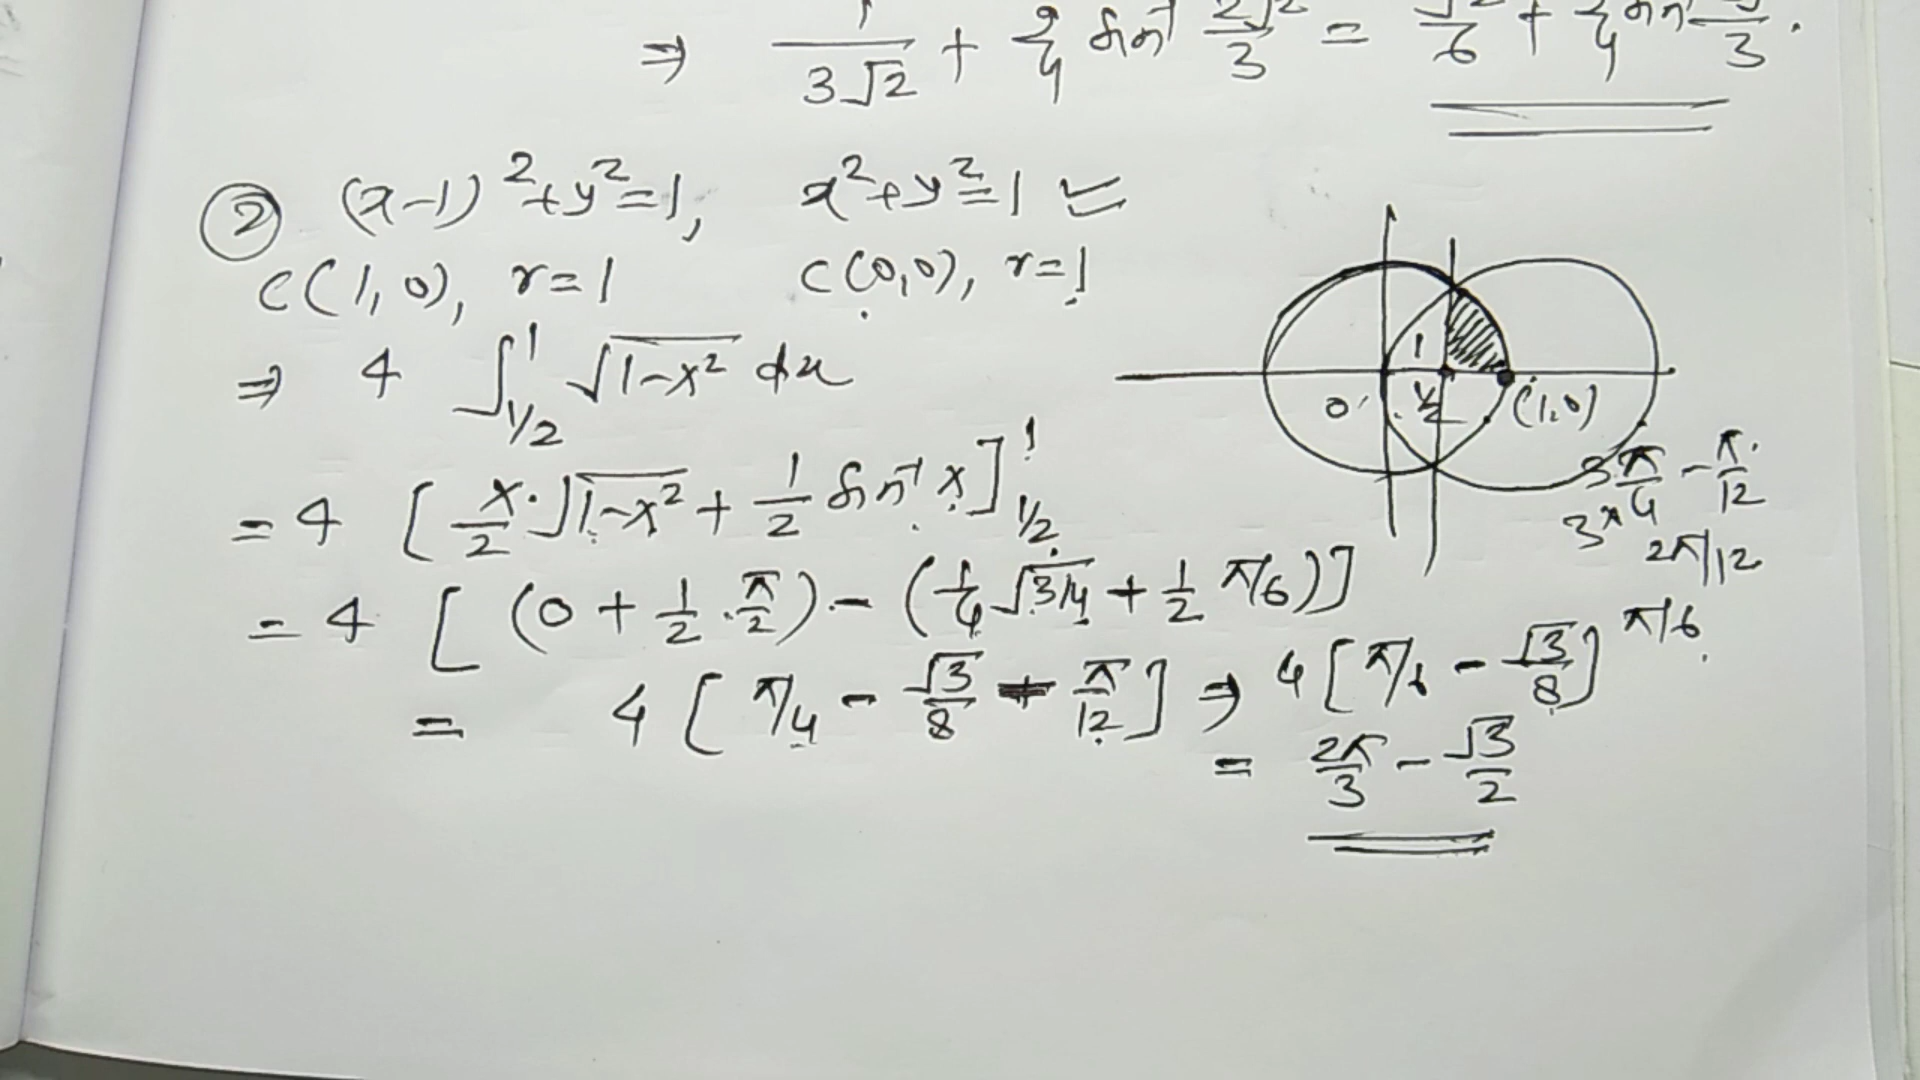 ⇒ 1/(3√2) + 9/4 sin⁻¹ 2√2/3 = √2/6 + 9/4 sin⁻¹ /3.
② (x-1)²+y²=1, x²+y²=1
C(1,0), r=1 C(0,0), r=1
⇒ 4 ∫_{1/2}^{1} √(1-x²) dx
0 1 1/2 (1,0)
= 4 [x/2.√(1-x²) + 1/2 sin⁻¹ x]_{1/2}^{1}
3π/4 - π/12
3×
2π/12
π/6
= 4 [(0 + 1/2 . π/2) - (1/4 √(3/4) + 1/2 π/6)]
= 4 [π/4 - √3/8 - π/12] ⇒ 4 [π/6 - √3/8]
= 2π/3 - √3/2